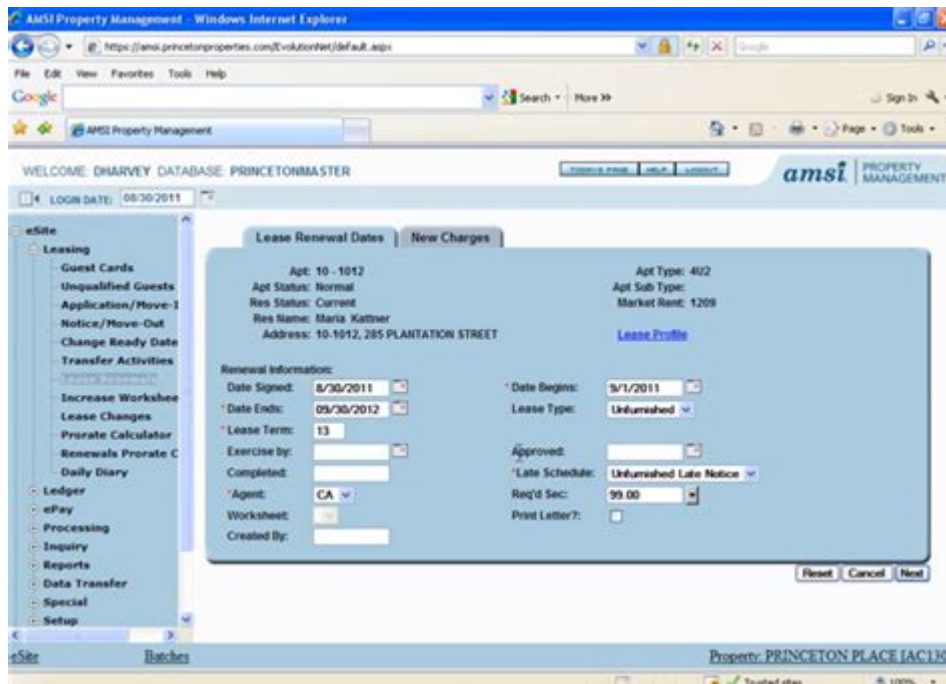 AMSI Property Management - Windows Internet Explorer
https://amsi.princetonproperties.com/EvolutionNet/default.aspx
Google
File Edit View Favorites Tools Help
Google Search More » Sign In
AMSI Property Management Page Tools
WELCOME DHARVEY DATABASE PRINCETONMASTER HELP LOGOUT amsi PROPERTY MANAGEMENT
LOGIN DATE: 08/30/2011
eSite
Leasing
Guest Cards
Unqualified Guests
Application/Move-I
Notice/Move-Out
Change Ready Date
Transfer Activities
Lease Renewals
Increase Workshee
Lease Changes
Prorate Calculator
Renewals Prorate C
Daily Diary
Ledger
ePay
Processing
Inquiry
Reports
Data Transfer
Special
Setup
Lease Renewal Dates New Charges
Apt: 10 - 1012 Apt Type: 4U2
Apt Status: Normal Apt Sub Type:
Res Status: Current Market Rent: 1209
Res Name: Maria Kattner
Address: 10-1012, 285 PLANTATION STREET Lease Profile
Renewal Information:
Date Signed: 8/30/2011 *Date Begins: 9/1/2011
*Date Ends: 09/30/2012 Lease Type: Unfurnished
*Lease Term: 13
Exercise by: Approved:
Completed: *Late Schedule: Unfurnished Late Notice
*Agent: CA Req'd Sec: 99.00
Worksheet: Print Letter?:
Created By:
Reset Cancel Next
eSite Batches Property: PRINCETON PLACE [AC130
Trusted sites 100%